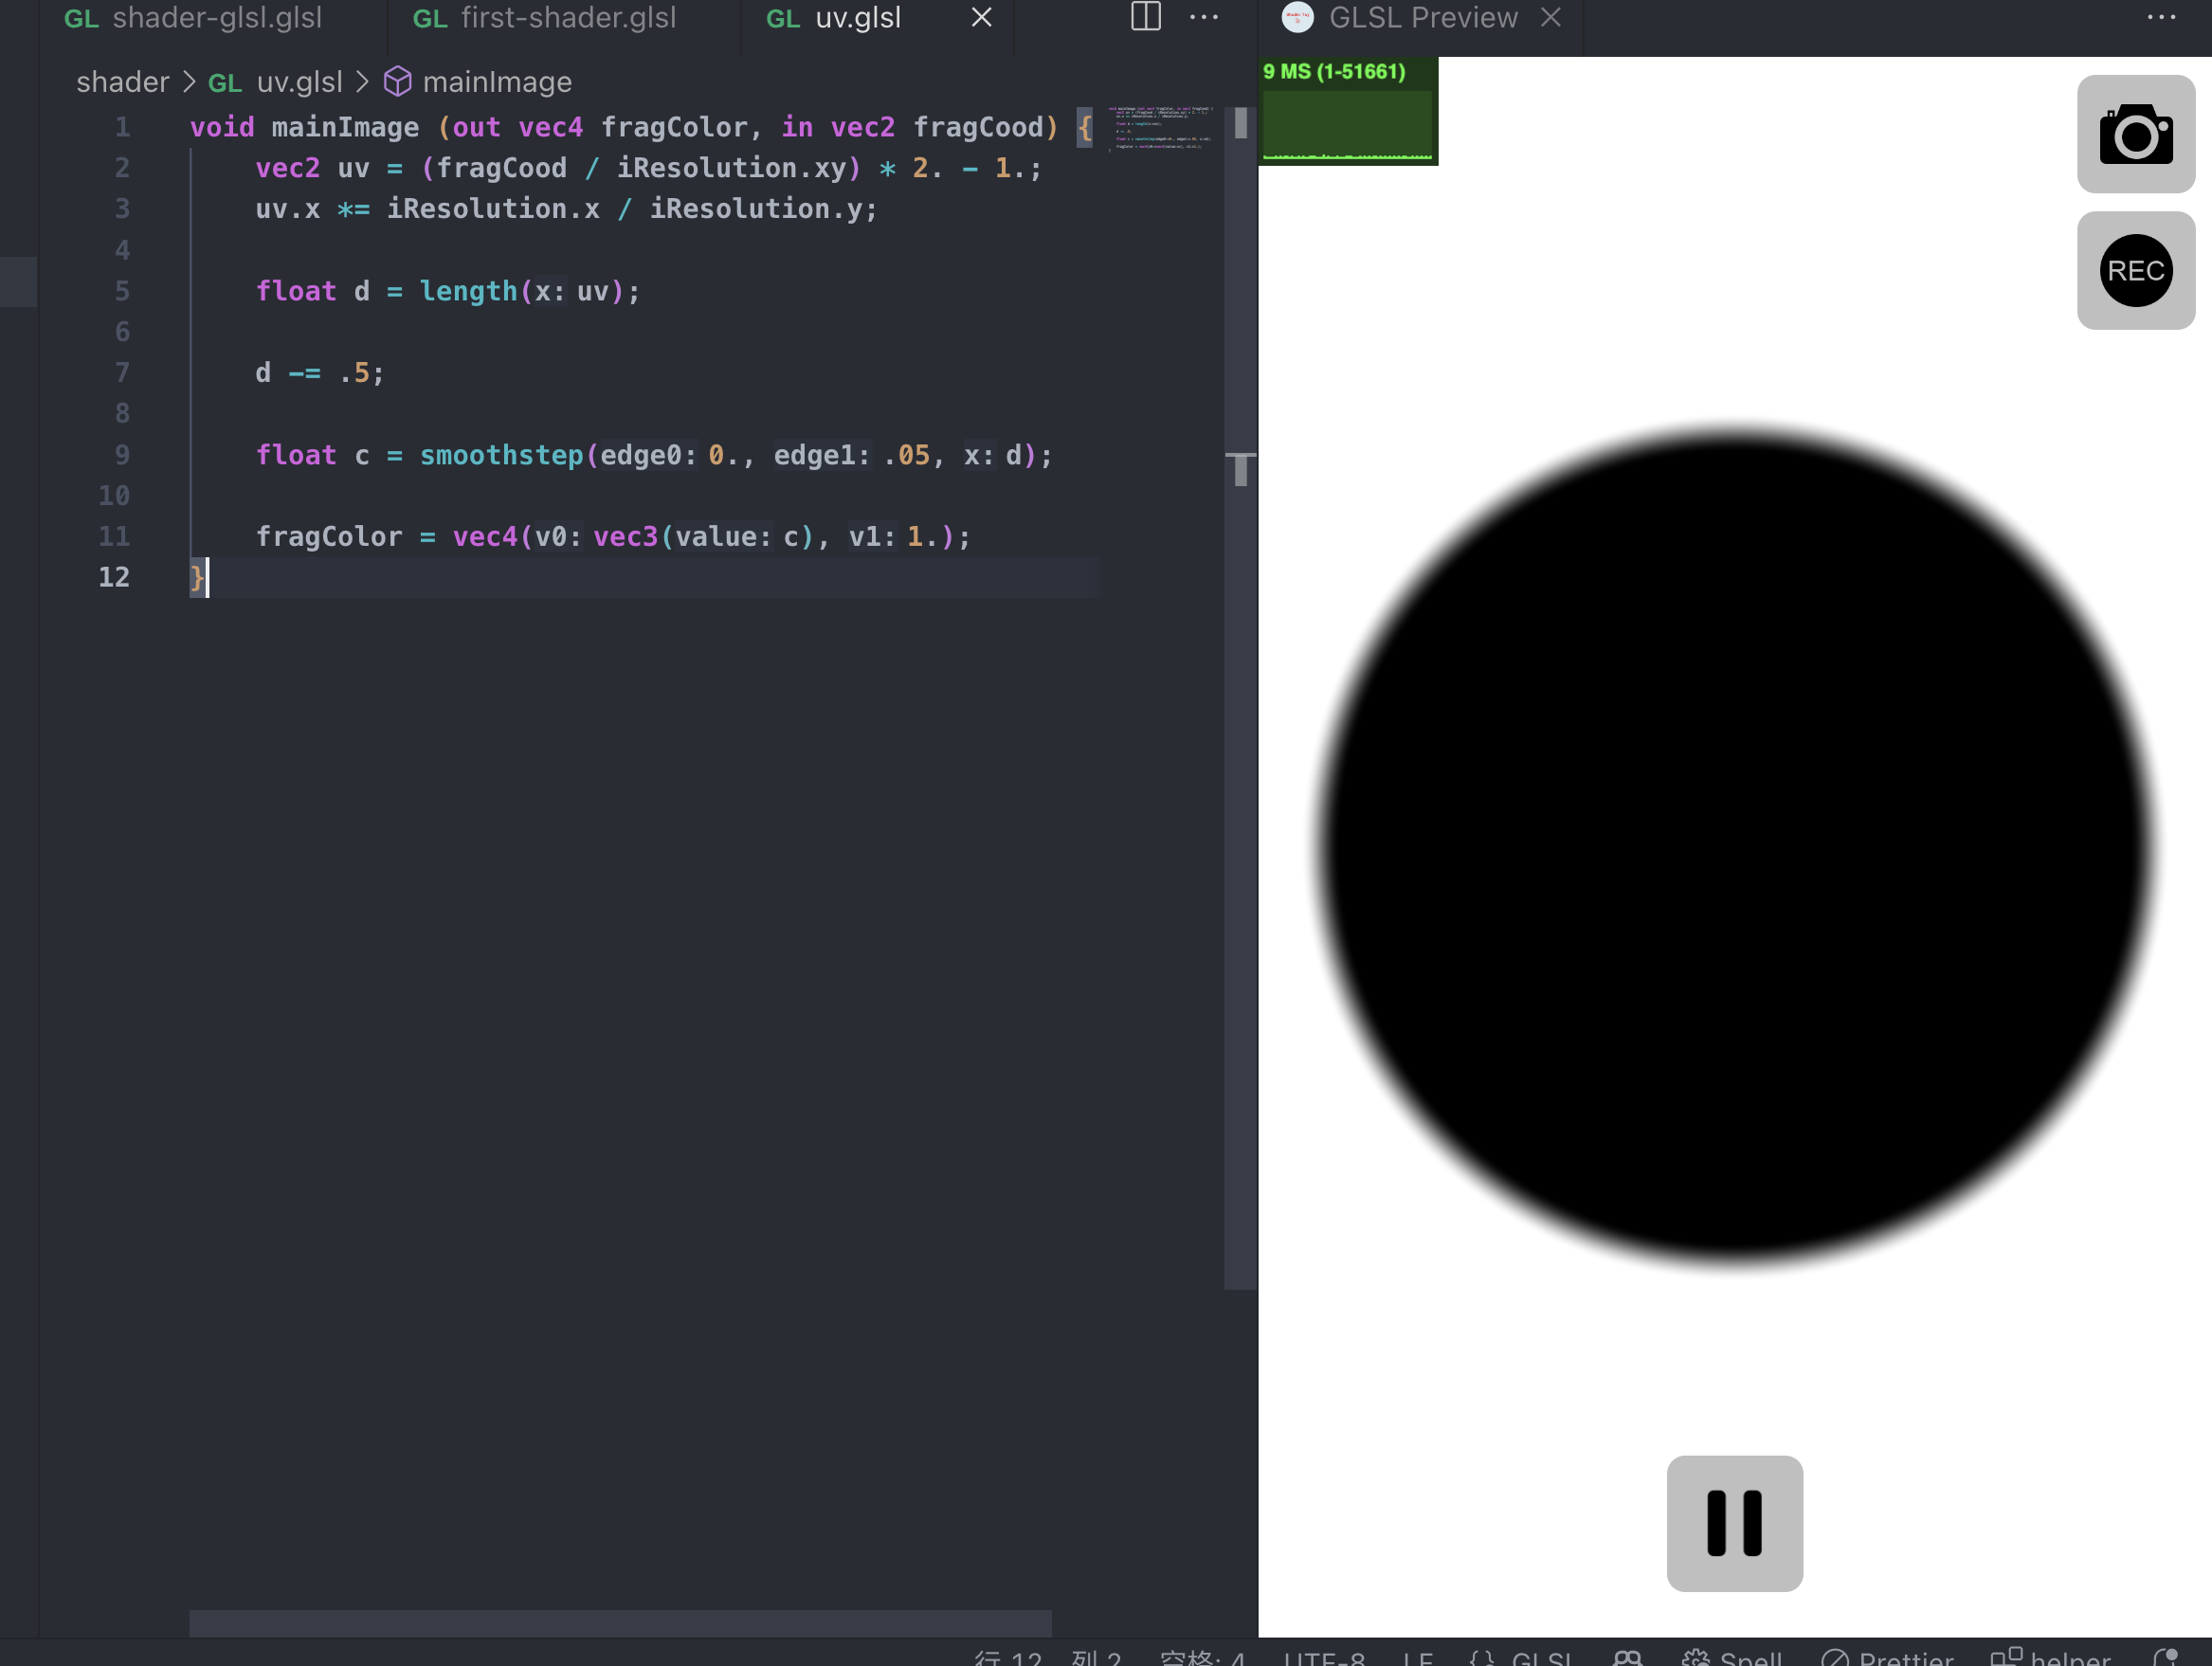 GL shader-glsl.glsl GL first-shader.glsl GL uv.glsl
GLSL Preview
shader > GL uv.glsl > mainImage
1 void mainImage (out vec4 fragColor, in vec2 fragCood) {
2 vec2 uv = (fragCood / iResolution.xy) * 2. - 1.;
3 uv.x *= iResolution.x / iResolution.y;
4
5 float d = length(x: uv);
6
7 d -= .5;
8
9 float c = smoothstep(edge0: 0., edge1: .05, x: d);
10
11 fragColor = vec4(v0: vec3(value: c), v1: 1.);
12 }
9 MS (1-51661)
REC
行 12, 列 2 空格: 4 UTF-8 LF {} GLSL Spell Prettier helper